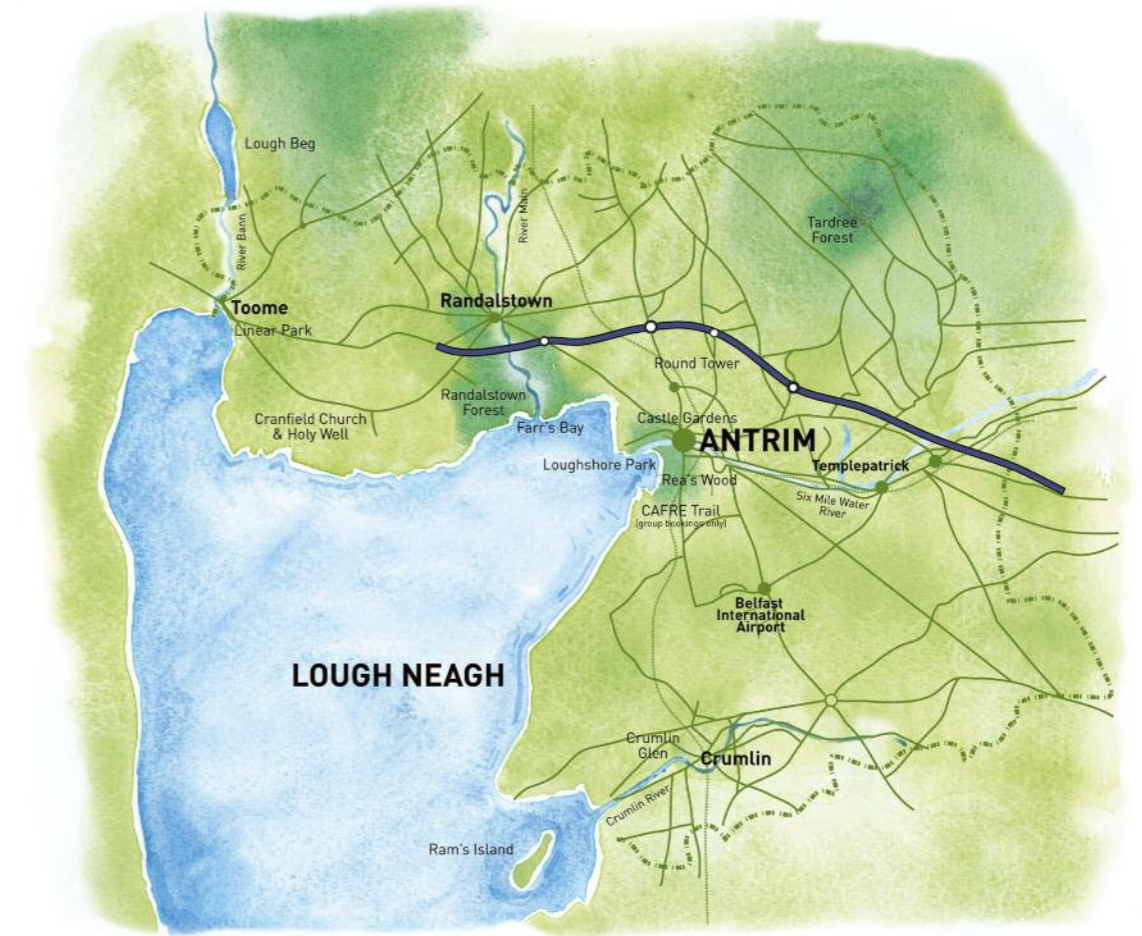 Lough Beg
River Bann
River Main
Tardree
Forest
Toome
Linear Park
Randalstown
Round Tower
Randalstown
Forest
Cranfield Church
& Holy Well
Farr's Bay
Castle Gardens
ANTRIM
Loughshore Park
Rea's Wood
Templepatrick
Six Mile Water
River
CAFRE Trail
(group bookings only)
Belfast
International
Airport
LOUGH NEAGH
Crumlin
Glen
Crumlin
Crumlin River
Ram's Island